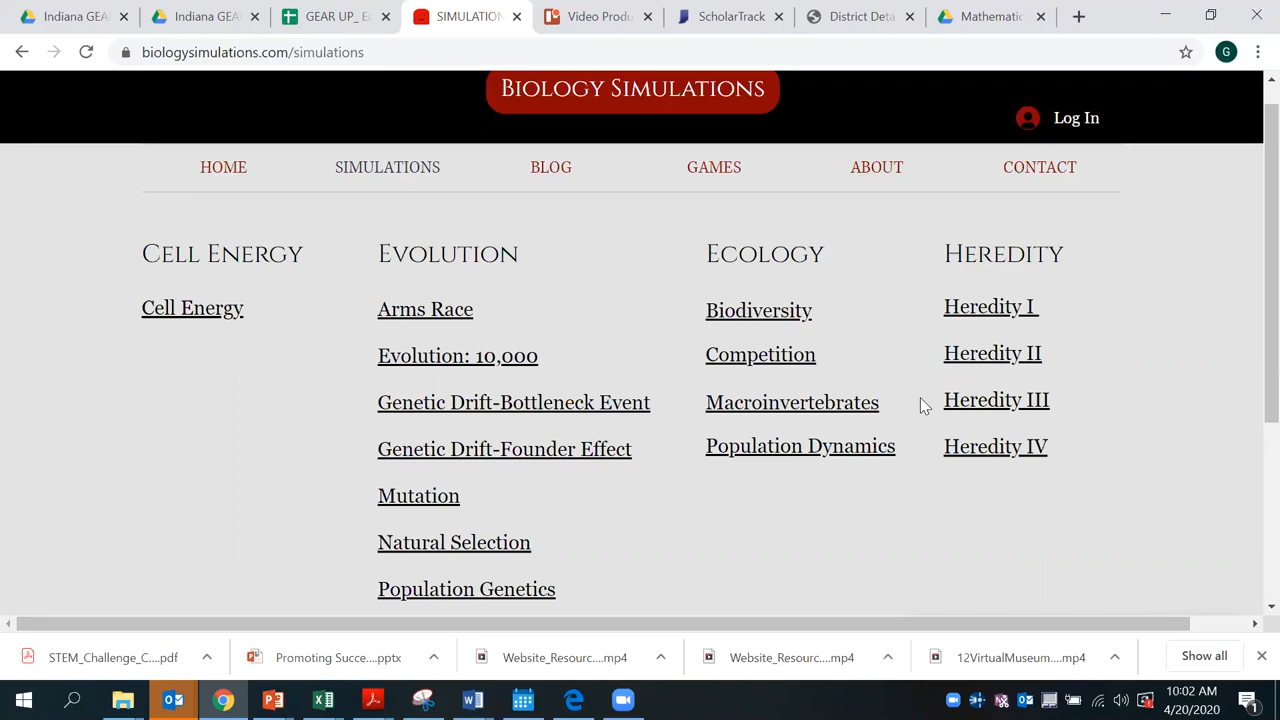 Indiana GEA
Indiana GEA
GEAR UP_ Ec
SIMULATION
Video Produ
ScholarTrack
District Deta
Mathematic
biologysimulations.com/simulations
G
Biology Simulations
Log In
HOME
SIMULATIONS
BLOG
GAMES
ABOUT
CONTACT
Cell Energy
Evolution
Ecology
Heredity
Cell Energy
Arms Race
Biodiversity
Heredity I
Evolution: 10,000
Competition
Heredity II
Genetic Drift-Bottleneck Event
Macroinvertebrates
Heredity III
Genetic Drift-Founder Effect
Population Dynamics
Heredity IV
Mutation
Natural Selection
Population Genetics
STEM_Challenge_C....pdf
Promoting Succe....pptx
Website_Resourc....mp4
Website_Resourc....mp4
12VirtualMuseum....mp4
Show all
10:02 AM
4/20/2020
1